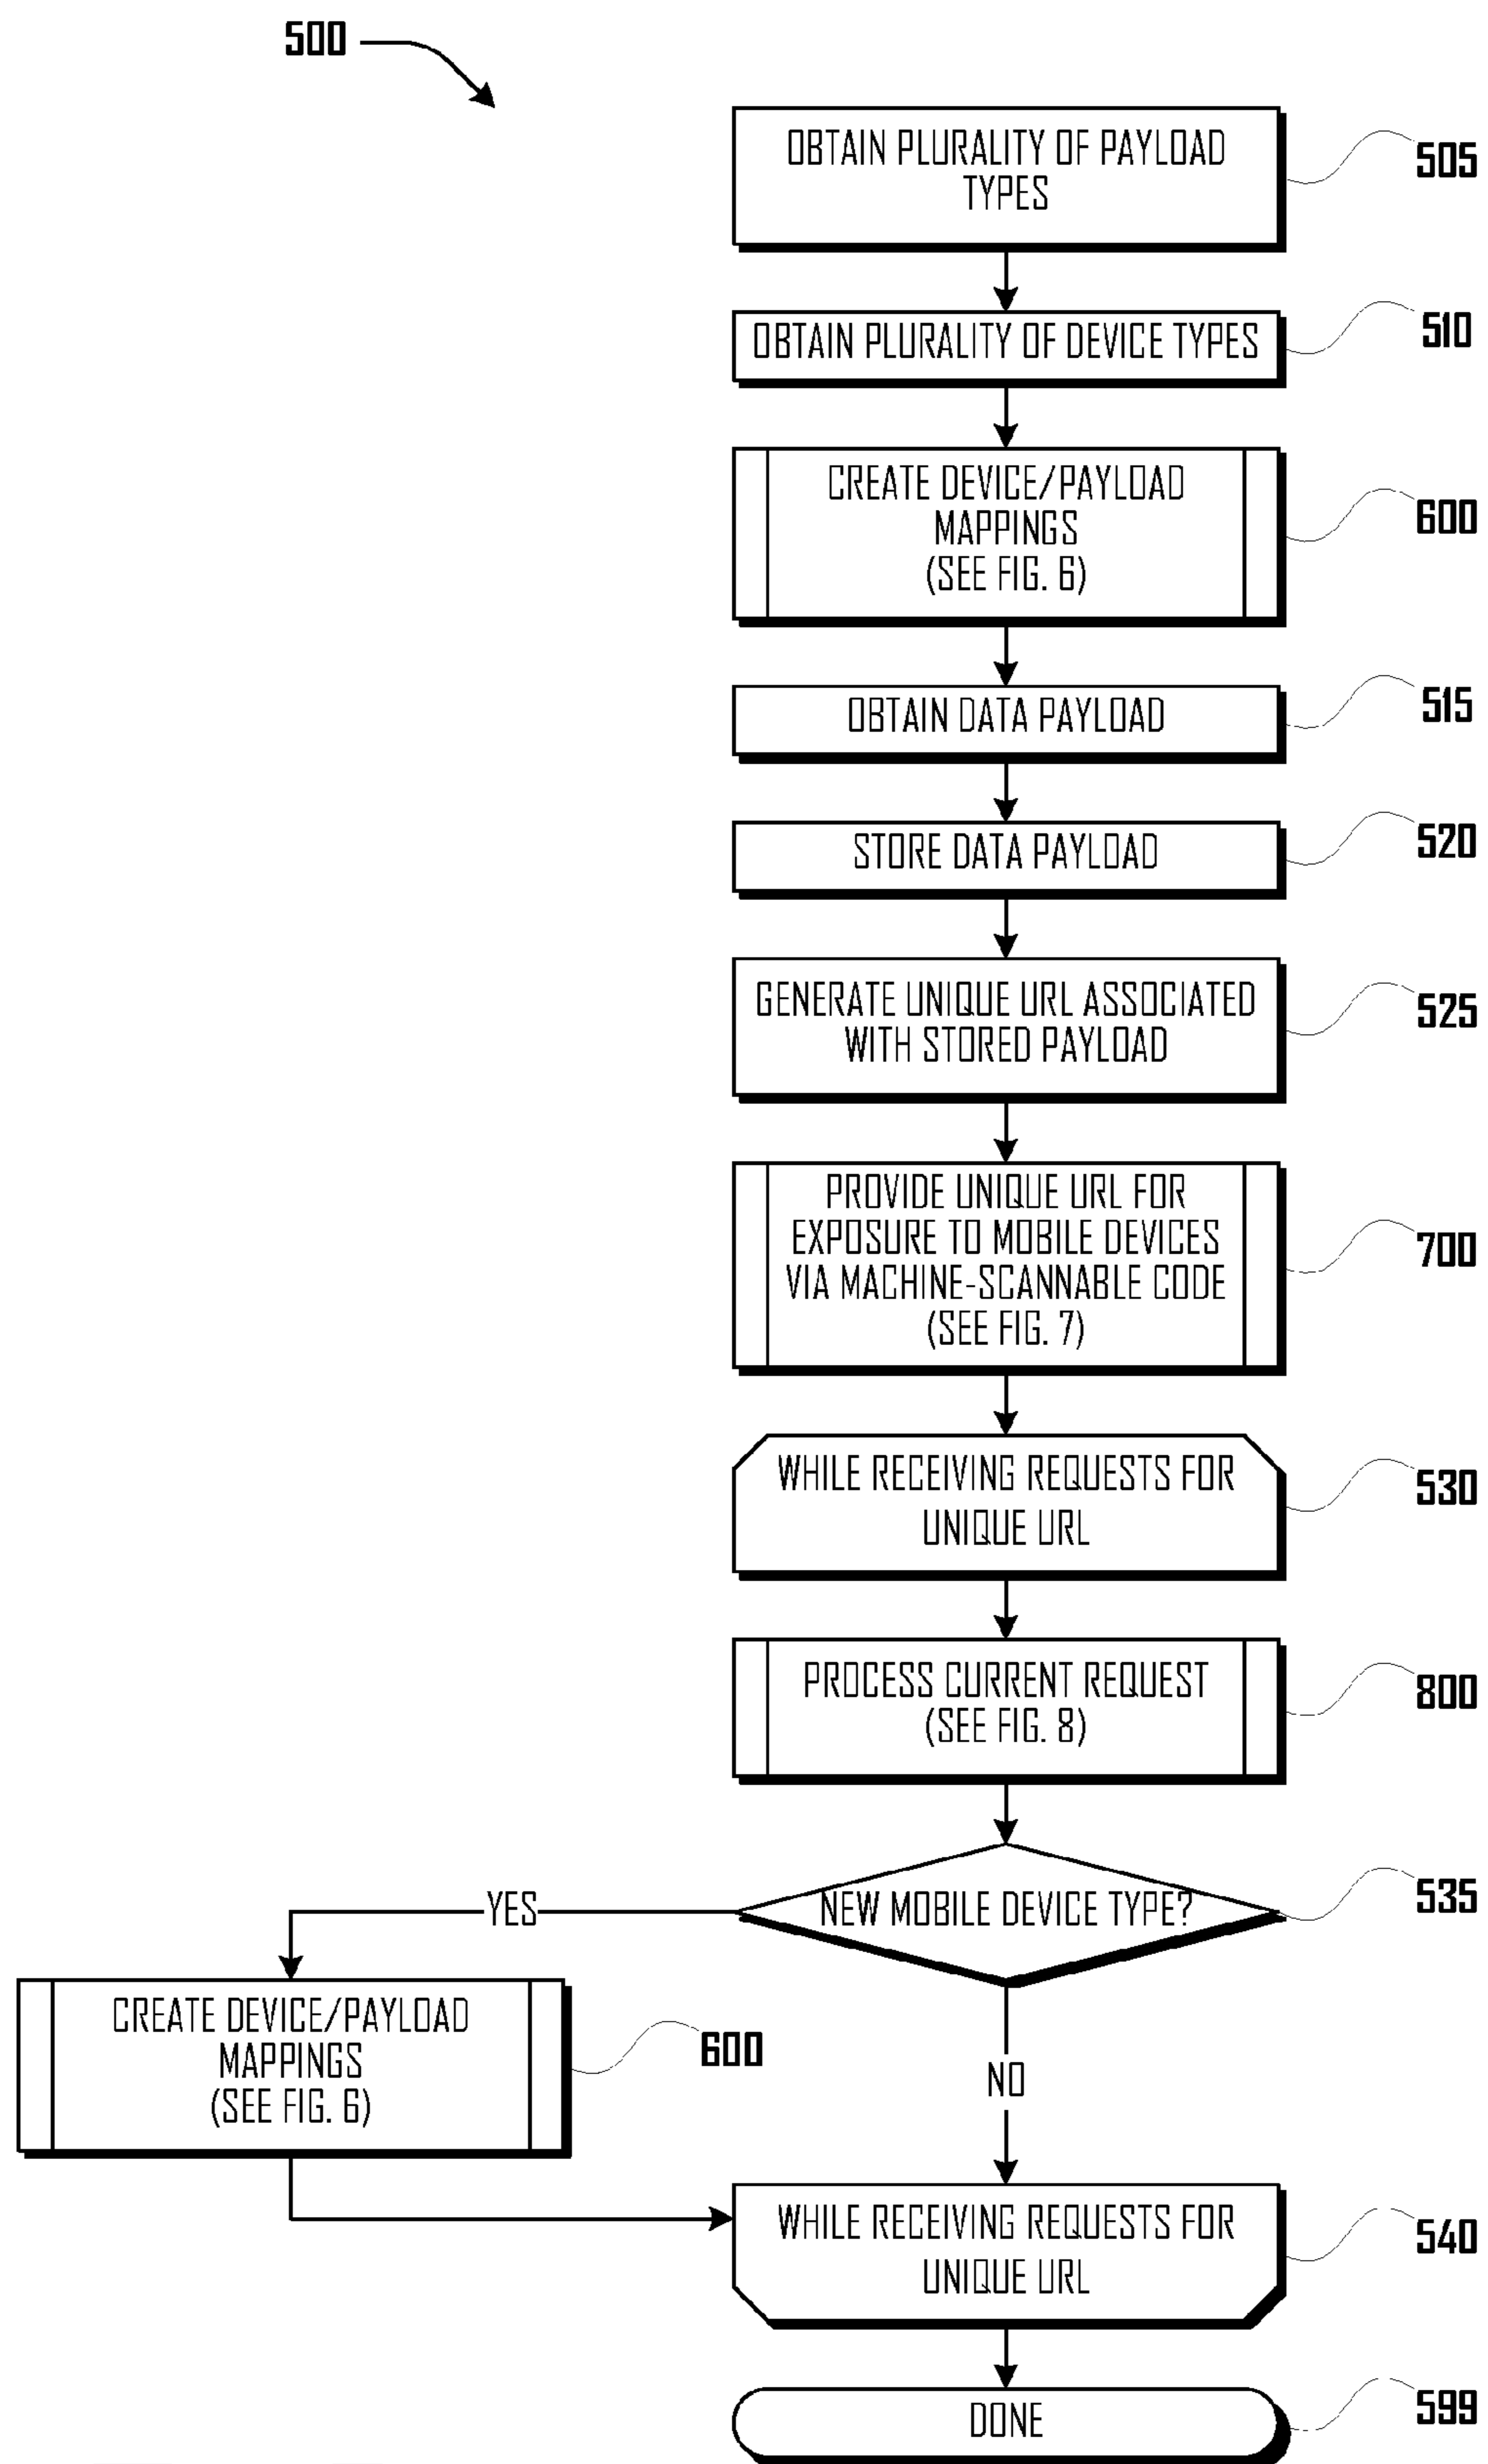 500
OBTAIN PLURALITY OF PAYLOAD
TYPES
505
OBTAIN PLURALITY OF DEVICE TYPES
510
CREATE DEVICE/PAYLOAD
MAPPINGS
(SEE FIG. 6)
600
OBTAIN DATA PAYLOAD
515
STORE DATA PAYLOAD
520
GENERATE UNIQUE URL ASSOCIATED
WITH STORED PAYLOAD
525
PROVIDE UNIQUE URL FOR
EXPOSURE TO MOBILE DEVICES
VIA MACHINE-SCANNABLE CODE
(SEE FIG. 7)
700
WHILE RECEIVING REQUESTS FOR
UNIQUE URL
530
PROCESS CURRENT REQUEST
(SEE FIG. 8)
800
NEW MOBILE DEVICE TYPE?
535
YES
CREATE DEVICE/PAYLOAD
MAPPINGS
(SEE FIG. 6)
600
NO
WHILE RECEIVING REQUESTS FOR
UNIQUE URL
540
DONE
599